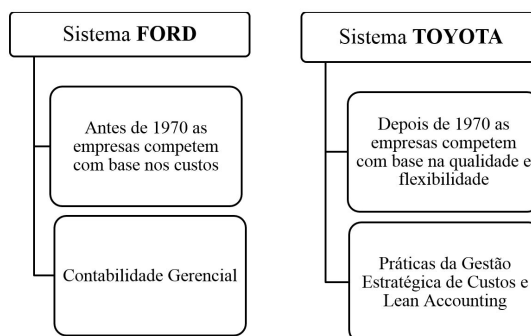 Sistema FORD
Antes de 1970 as
empresas competem
com base nos custos
Contabilidade Gerencial
Sistema TOYOTA
Depois de 1970 as
empresas competem
com base na qualidade e
flexibilidade
Práticas da Gestão
Estratégica de Custos e
Lean Accounting